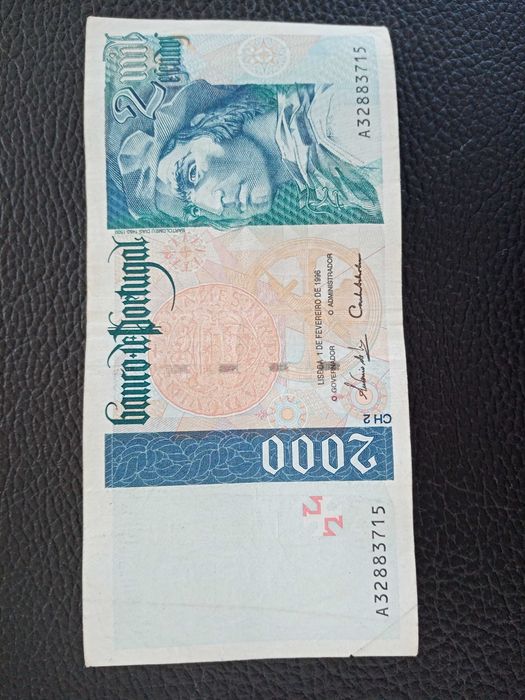 2 mil
escudos
BARTOLOMEU DIAS 1450-1500
Banco de Portugal
A32883715
LISBOA 1 DE FEVEREIRO DE 1996
O GOVERNADOR
O ADMINISTRADOR
CH 2
2000
A32883715